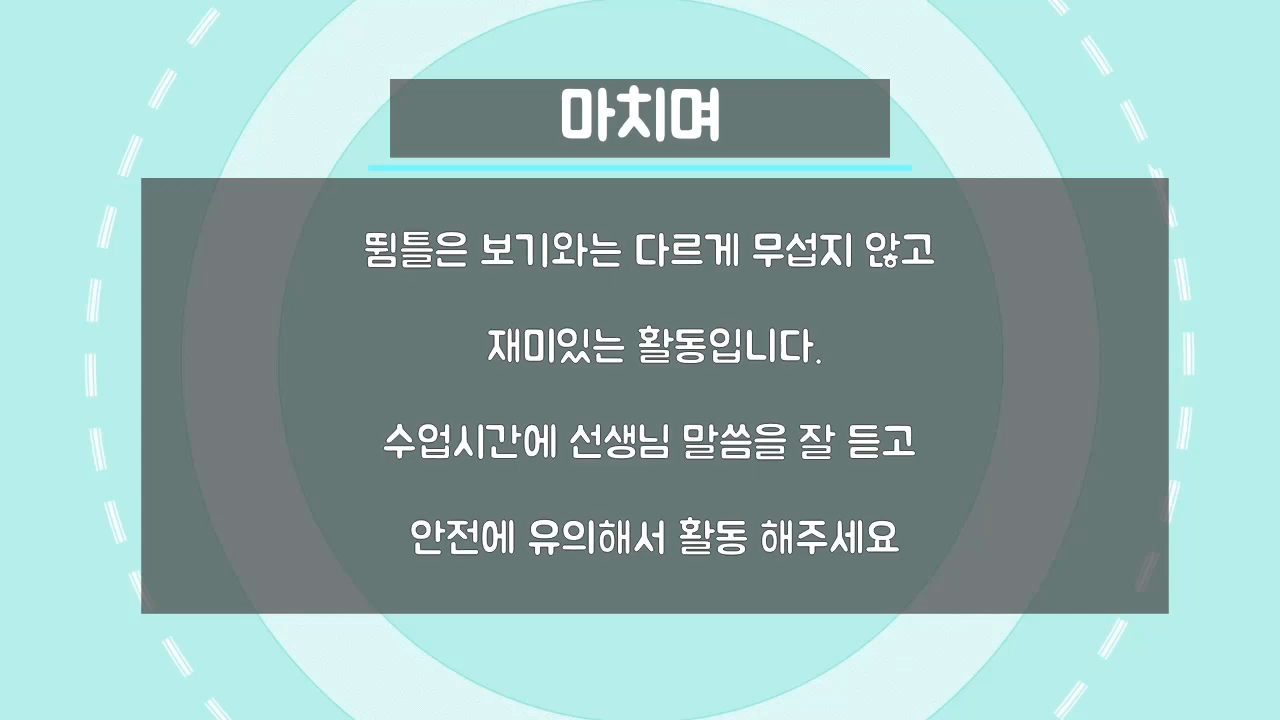 마치며
뜀틀은 보기와는 다르게 무섭지 않고
재미있는 활동입니다.
수업시간에 선생님 말씀을 잘 듣고
안전에 유의해서 활동 해주세요